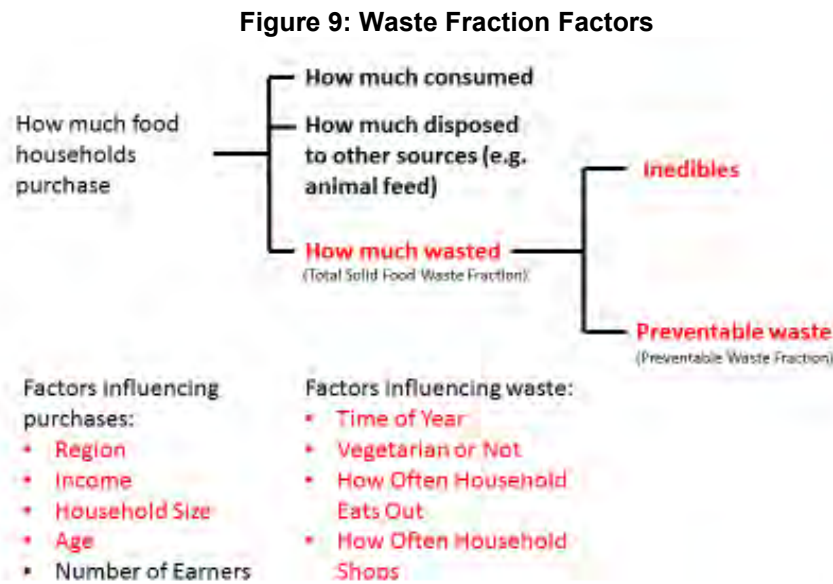 Figure 9: Waste Fraction Factors
How much food
households
purchase
How much consumed
How much disposed
to other sources (e.g.
animal feed)
How much wasted
(Total Solid Food Waste Fraction)
Inedibles
Preventable waste
(Preventable Waste Fraction)
Factors influencing
purchases:
• Region
• Income
• Household Size
• Age
• Number of Earners
Factors influencing waste:
• Time of Year
• Vegetarian or Not
• How Often Household
Eats Out
• How Often Household
Shops